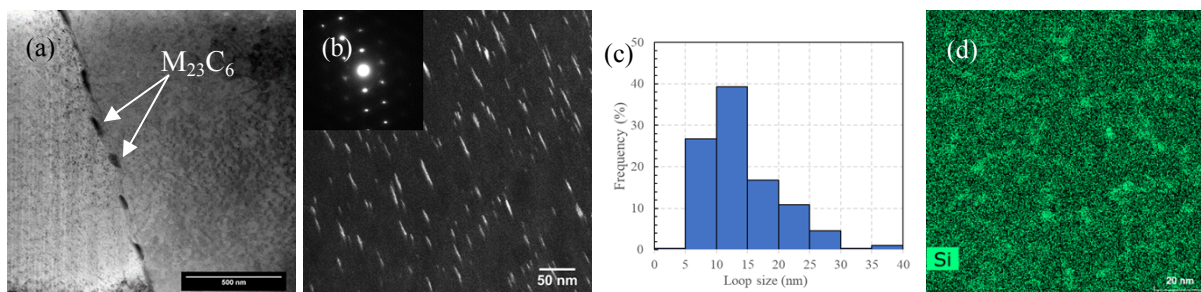 (a)
M₂₃C₆
500 nm
(b)
50 nm
(c)
Frequency (%)
50
40
30
20
10
0
0 5 10 15 20 25 30 35 40
Loop size (nm)
(d)
Si
20 nm